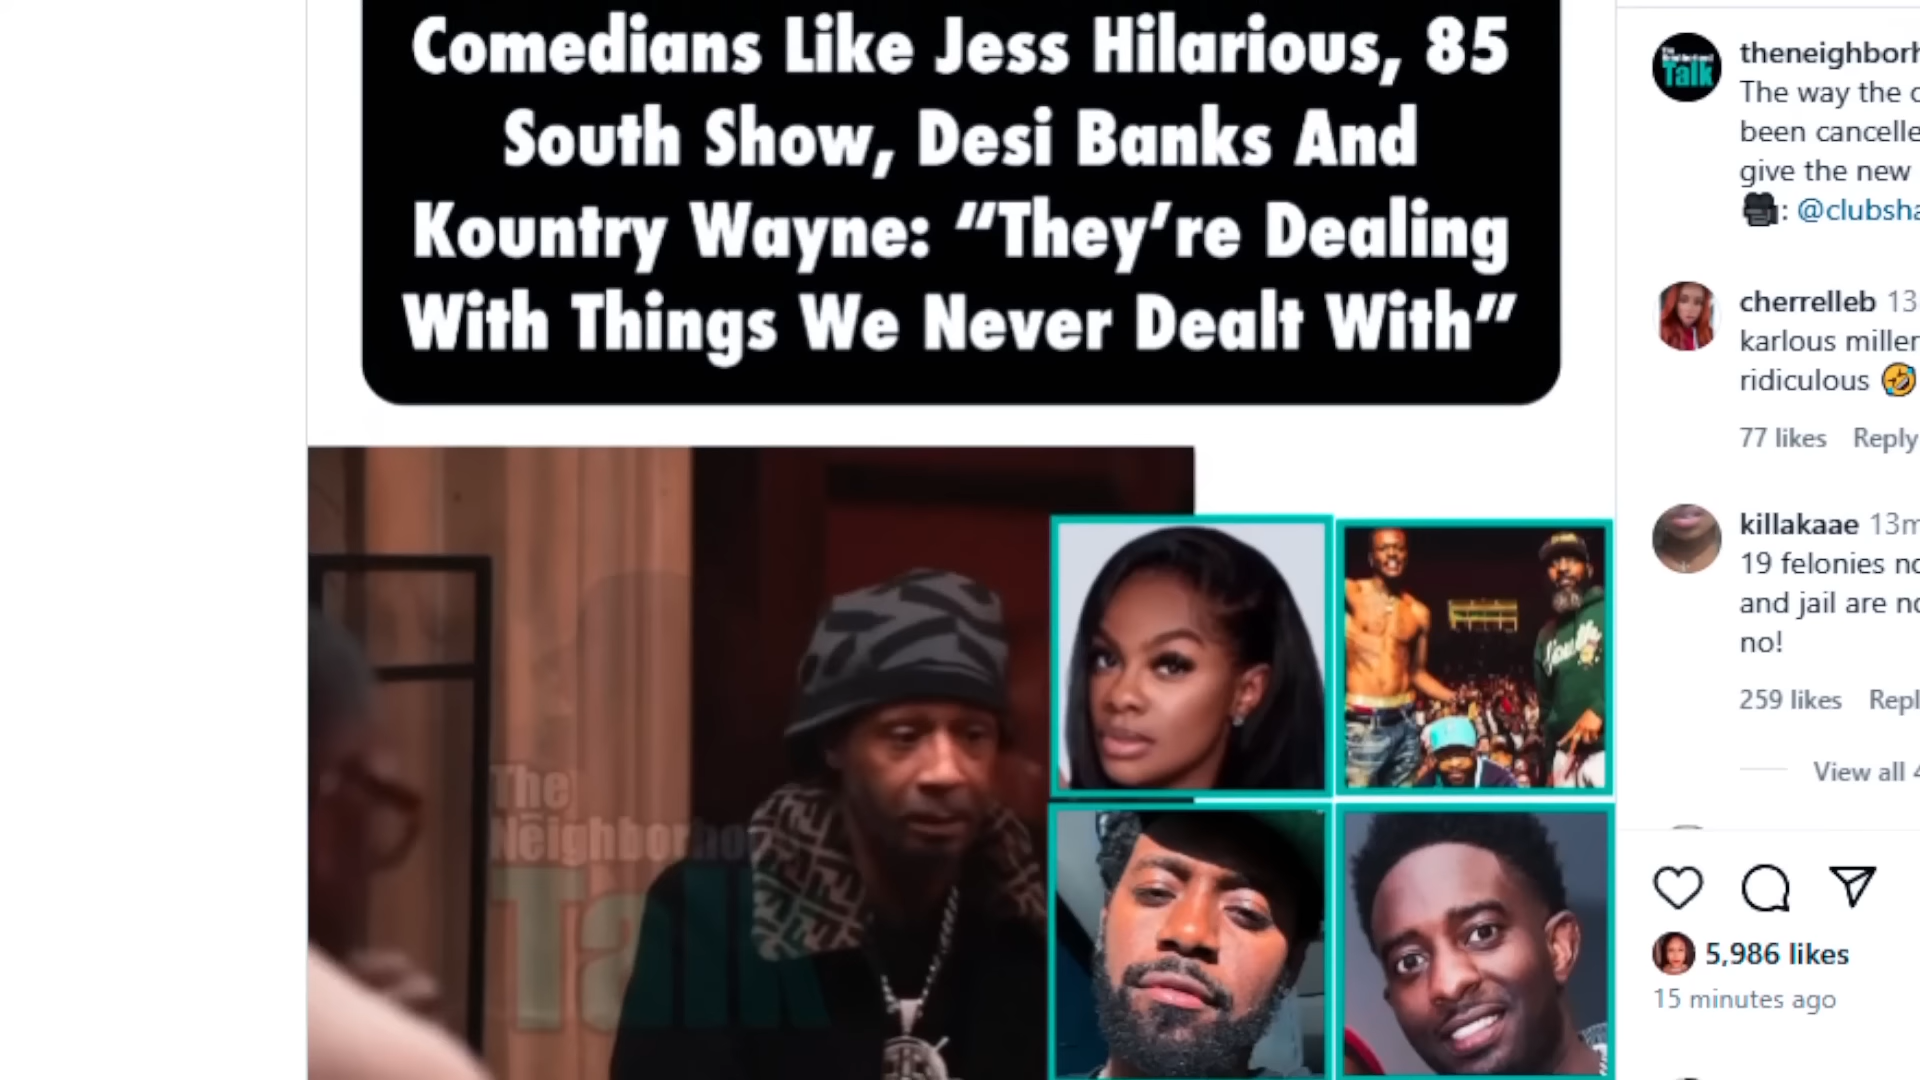 Comedians Like Jess Hilarious, 85
South Show, Desi Banks And
Kountry Wayne: “They’re Dealing
With Things We Never Dealt With”
The
Neighborho
Talk
Talk
theneighborh
The way the c
been cancelle
give the new
: @clubsha
cherrelleb 13
karlous miller
ridiculous 🤣
77 likes Reply
killakaae 13m
19 felonies no
and jail are no
no!
259 likes Repl
View all 4
5,986 likes
15 minutes ago